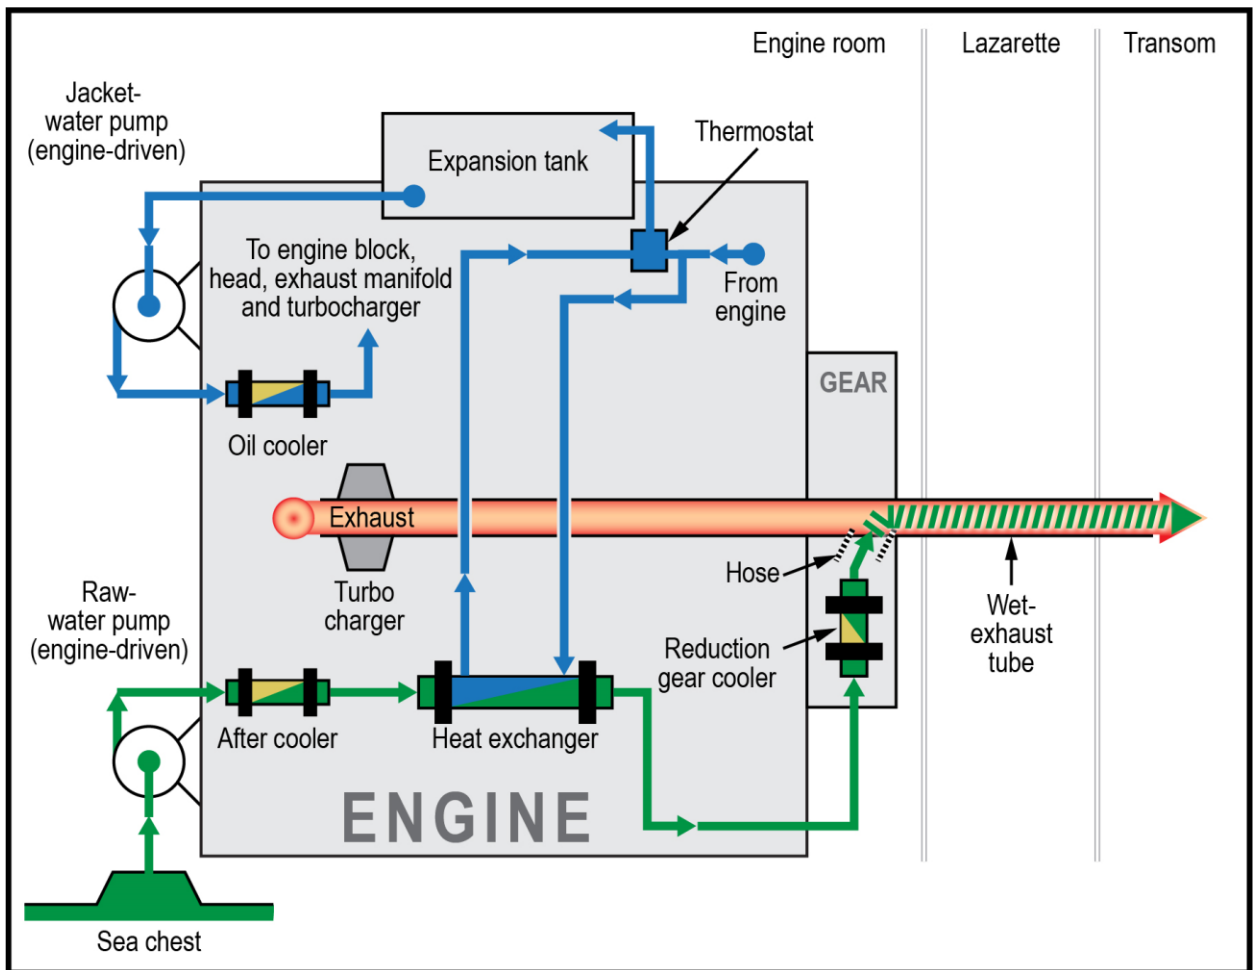 Engine room
Lazarette
Transom
Jacket-
water pump
(engine-driven)
Expansion tank
Thermostat
To engine block,
head, exhaust manifold
and turbocharger
From
engine
GEAR
Oil cooler
Exhaust
Turbo
charger
Hose
Wet-
exhaust
tube
Raw-
water pump
(engine-driven)
Reduction
gear cooler
After cooler
Heat exchanger
ENGINE
Sea chest